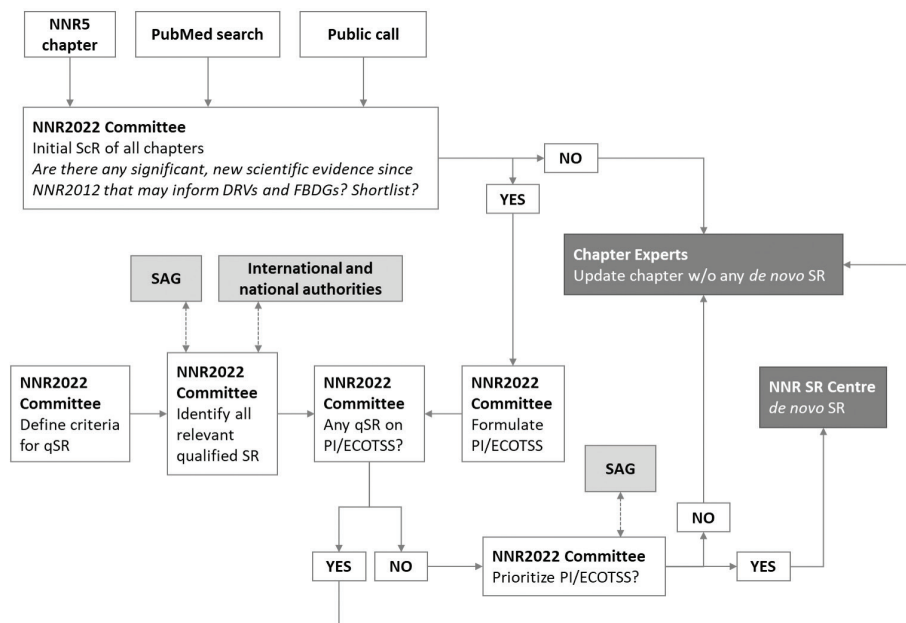 NNR5
chapter
PubMed search
Public call
NNR2022 Committee
Initial ScR of all chapters
Are there any significant, new scientific evidence since
NNR2012 that may inform DRVs and FBDGs? Shortlist?
NO
YES
Chapter Experts
Update chapter w/o any de novo SR
SAG
International and
national authorities
NNR2022
Committee
Define criteria
for qSR
NNR2022
Committee
Identify all
relevant
qualified SR
NNR2022
Committee
Any qSR on
PI/ECOTSS?
NNR2022
Committee
Formulate
PI/ECOTSS
NNR SR Centre
de novo SR
SAG
NO
YES
NO
NNR2022 Committee
Prioritize PI/ECOTSS?
YES